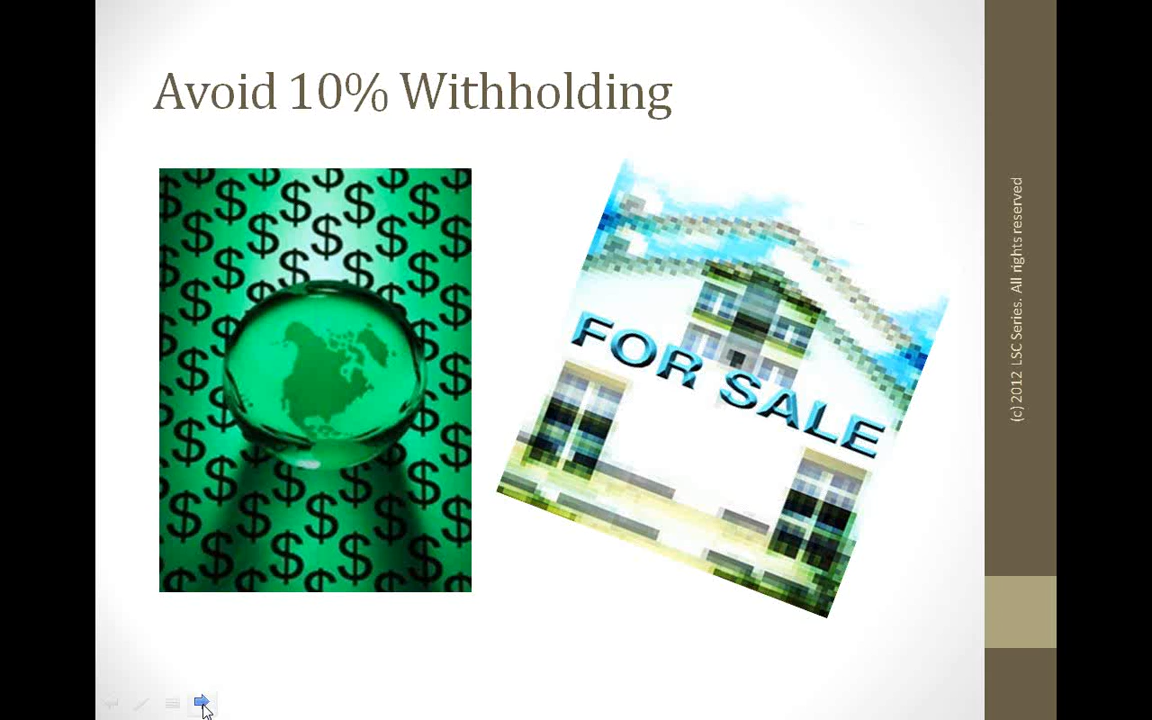 Avoid 10% Withholding
FOR SALE
(c) 2012 LSC Series. All rights reserved